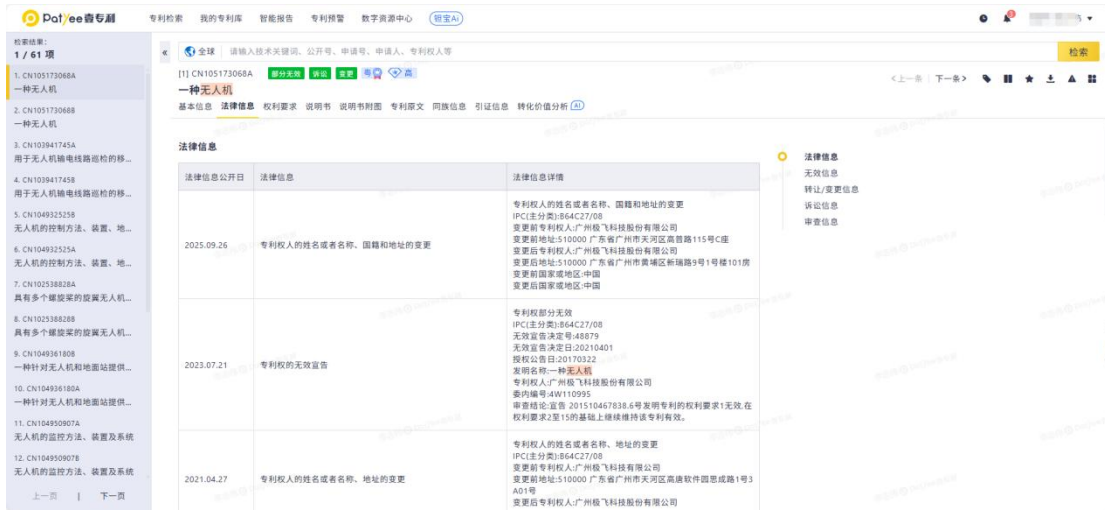 Patyee壹专利
专利检索 我的专利库 智能报告 专利预警 数字资源中心 (银宝Ai)
检索结果:
1 / 61 项
1. CN105173068A
一种无人机
2. CN105173068B
一种无人机
3. CN103941745A
用于无人机输电线路巡检的移...
4. CN103941745B
用于无人机输电线路巡检的移...
5. CN104932525B
无人机的控制方法、装置、地...
6. CN104932525A
无人机的控制方法、装置、地...
7. CN102538828A
具有多个螺旋桨的旋翼无人机...
8. CN102538828B
具有多个螺旋桨的旋翼无人机...
9. CN104936180B
一种针对无人机和地面站提供...
10. CN104936180A
一种针对无人机和地面站提供...
11. CN104950907A
无人机的监控方法、装置及系统
12. CN104950907B
无人机的监控方法、装置及系统
上一页 | 下一页
«
全球 请输入技术关键词、公开号、申请号、申请人、专利权人等
检索
[1] CN105173068A 部分无效 诉讼 变更 粤 高
<上一条 下一条>
一种无人机
基本信息 法律信息 权利要求 说明书 说明书附图 专利原文 同族信息 引证信息 转化价值分析 AI
法律信息
法律信息公开日 法律信息 法律信息详情
2025.09.26 专利权人的姓名或者名称、国籍和地址的变更
专利权人的姓名或者名称、国籍和地址的变更
IPC(主分类):B64C27/08
变更前专利权人:广州极飞科技股份有限公司
变更前地址:510000 广东省广州市天河区高普路115号C座
变更后专利权人:广州极飞科技股份有限公司
变更后地址:510000 广东省广州市黄埔区新瑞路9号1号楼101房
变更前国家或地区:中国
变更后国家或地区:中国
2023.07.21 专利权的无效宣告
专利权部分无效
IPC(主分类):B64C27/08
无效宣告决定号:48879
无效宣告决定日:20210401
授权公告日:20170322
发明名称:一种无人机
专利权人:广州极飞科技股份有限公司
委内编号:4W110995
审查结论:宣告 201510467838.6号发明专利的权利要求1无效,在
权利要求2至15的基础上继续维持该专利有效。
2021.04.27 专利权人的姓名或者名称、地址的变更
专利权人的姓名或者名称、地址的变更
IPC(主分类):B64C27/08
变更前专利权人:广州极飞科技有限公司
变更前地址:510000 广东省广州市天河区高唐软件园思成路1号3
A01号
变更后专利权人:广州极飞科技股份有限公司
法律信息
无效信息
转让/变更信息
诉讼信息
审查信息